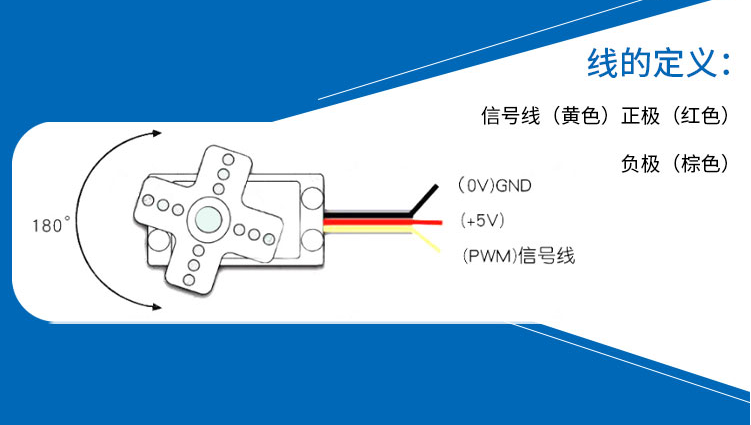 线的定义：
信号线（黄色）正极（红色）
负极（棕色）
180°
(0V)GND
(+5V)
(PWM)信号线